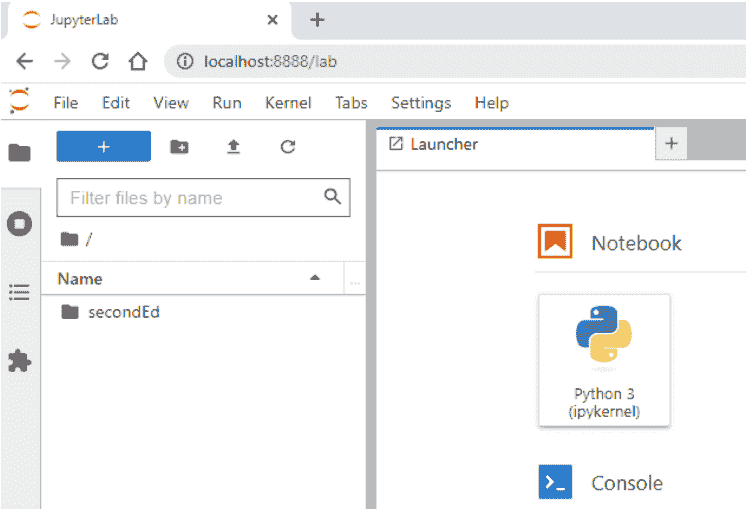 JupyterLab
localhost:8888/lab
File Edit View Run Kernel Tabs Settings Help
Launcher
Filter files by name
/
Name
...
secondEd
Notebook
Python 3
(ipykernel)
Console